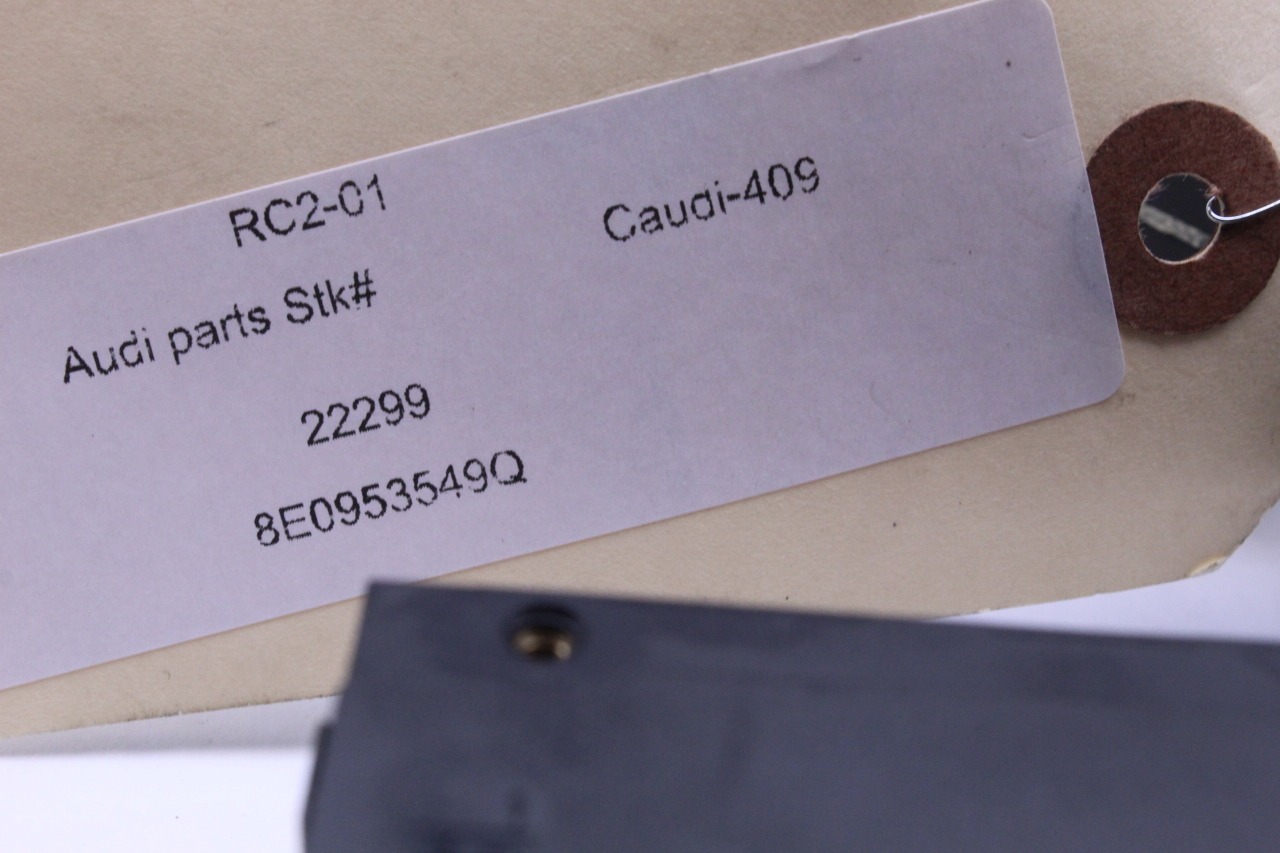 RC2-01
Caudi-409
Audi parts Stk#
22299
8E0953549Q